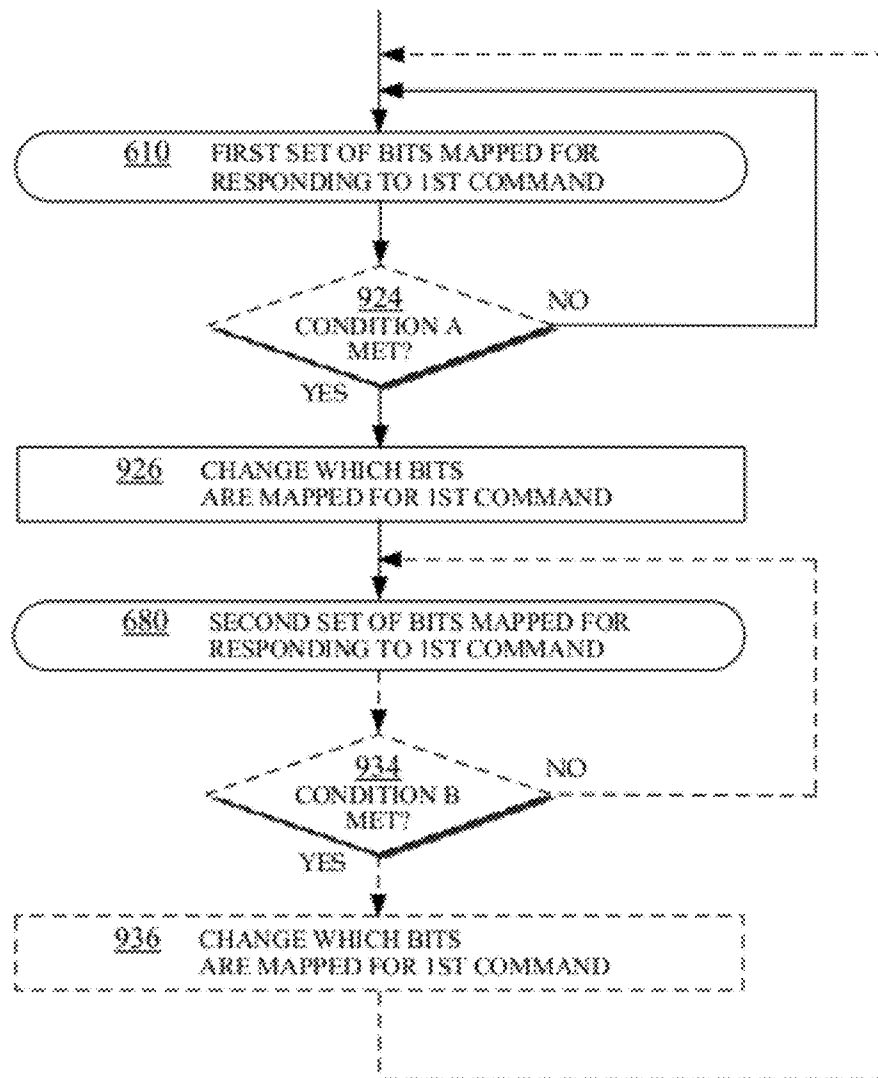 610 FIRST SET OF BITS MAPPED FOR
RESPONDING TO 1ST COMMAND
924
CONDITION A
MET?
NO
YES
926 CHANGE WHICH BITS
ARE MAPPED FOR 1ST COMMAND
680 SECOND SET OF BITS MAPPED FOR
RESPONDING TO 1ST COMMAND
934
CONDITION B
MET?
NO
YES
936 CHANGE WHICH BITS
ARE MAPPED FOR 1ST COMMAND